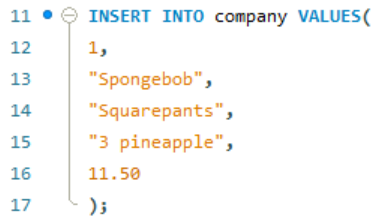 11 INSERT INTO company VALUES(
12 1,
13 "Spongebob",
14 "Squarepants",
15 "3 pineapple",
16 11.50
17 );